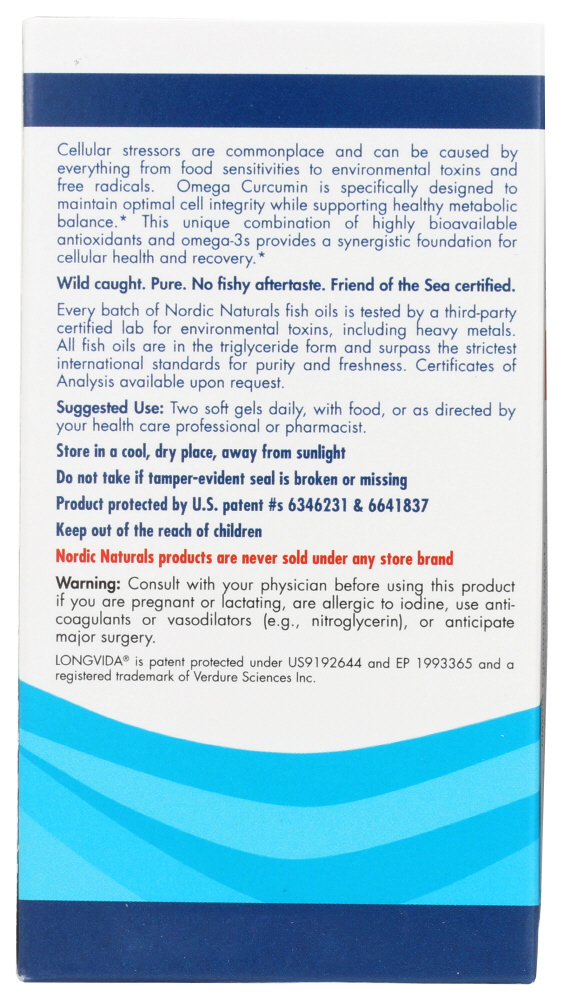 Cellular stressors are commonplace and can be caused by
everything from food sensitivities to environmental toxins and
free radicals. Omega Curcumin is specifically designed to
maintain optimal cell integrity while supporting healthy metabolic
balance.* This unique combination of highly bioavailable
antioxidants and omega-3s provides a synergistic foundation for
cellular health and recovery.*
Wild caught. Pure. No fishy aftertaste. Friend of the Sea certified.
Every batch of Nordic Naturals fish oils is tested by a third-party
certified lab for environmental toxins, including heavy metals.
All fish oils are in the triglyceride form and surpass the strictest
international standards for purity and freshness. Certificates of
Analysis available upon request.
Suggested Use: Two soft gels daily, with food, or as directed by
your health care professional or pharmacist.
Store in a cool, dry place, away from sunlight
Do not take if tamper-evident seal is broken or missing
Product protected by U.S. patent #s 6346231 & 6641837
Keep out of the reach of children
Nordic Naturals products are never sold under any store brand
Warning: Consult with your physician before using this product
if you are pregnant or lactating, are allergic to iodine, use anti-
coagulants or vasodilators (e.g., nitroglycerin), or anticipate
major surgery.
LONGVIDA® is patent protected under US9192644 and EP 1993365 and a
registered trademark of Verdure Sciences Inc.